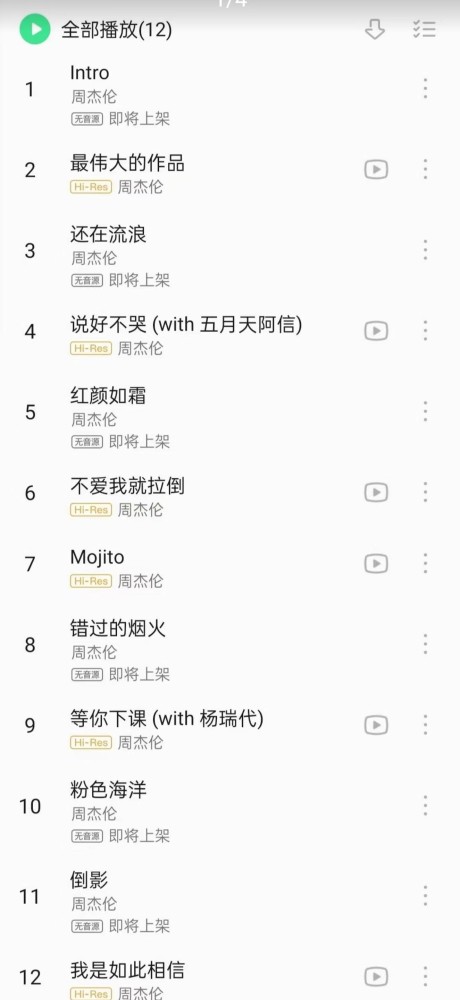 1/4
全部播放(12)
1
Intro
周杰伦
无音源 即将上架
2
最伟大的作品
Hi-Res 周杰伦
3
还在流浪
周杰伦
无音源 即将上架
4
说好不哭 (with 五月天阿信)
Hi-Res 周杰伦
5
红颜如霜
周杰伦
无音源 即将上架
6
不爱我就拉倒
Hi-Res 周杰伦
7
Mojito
Hi-Res 周杰伦
8
错过的烟火
周杰伦
无音源 即将上架
9
等你下课 (with 杨瑞代)
Hi-Res 周杰伦
10
粉色海洋
周杰伦
无音源 即将上架
11
倒影
周杰伦
无音源 即将上架
12
我是如此相信
Hi-Res 周杰伦